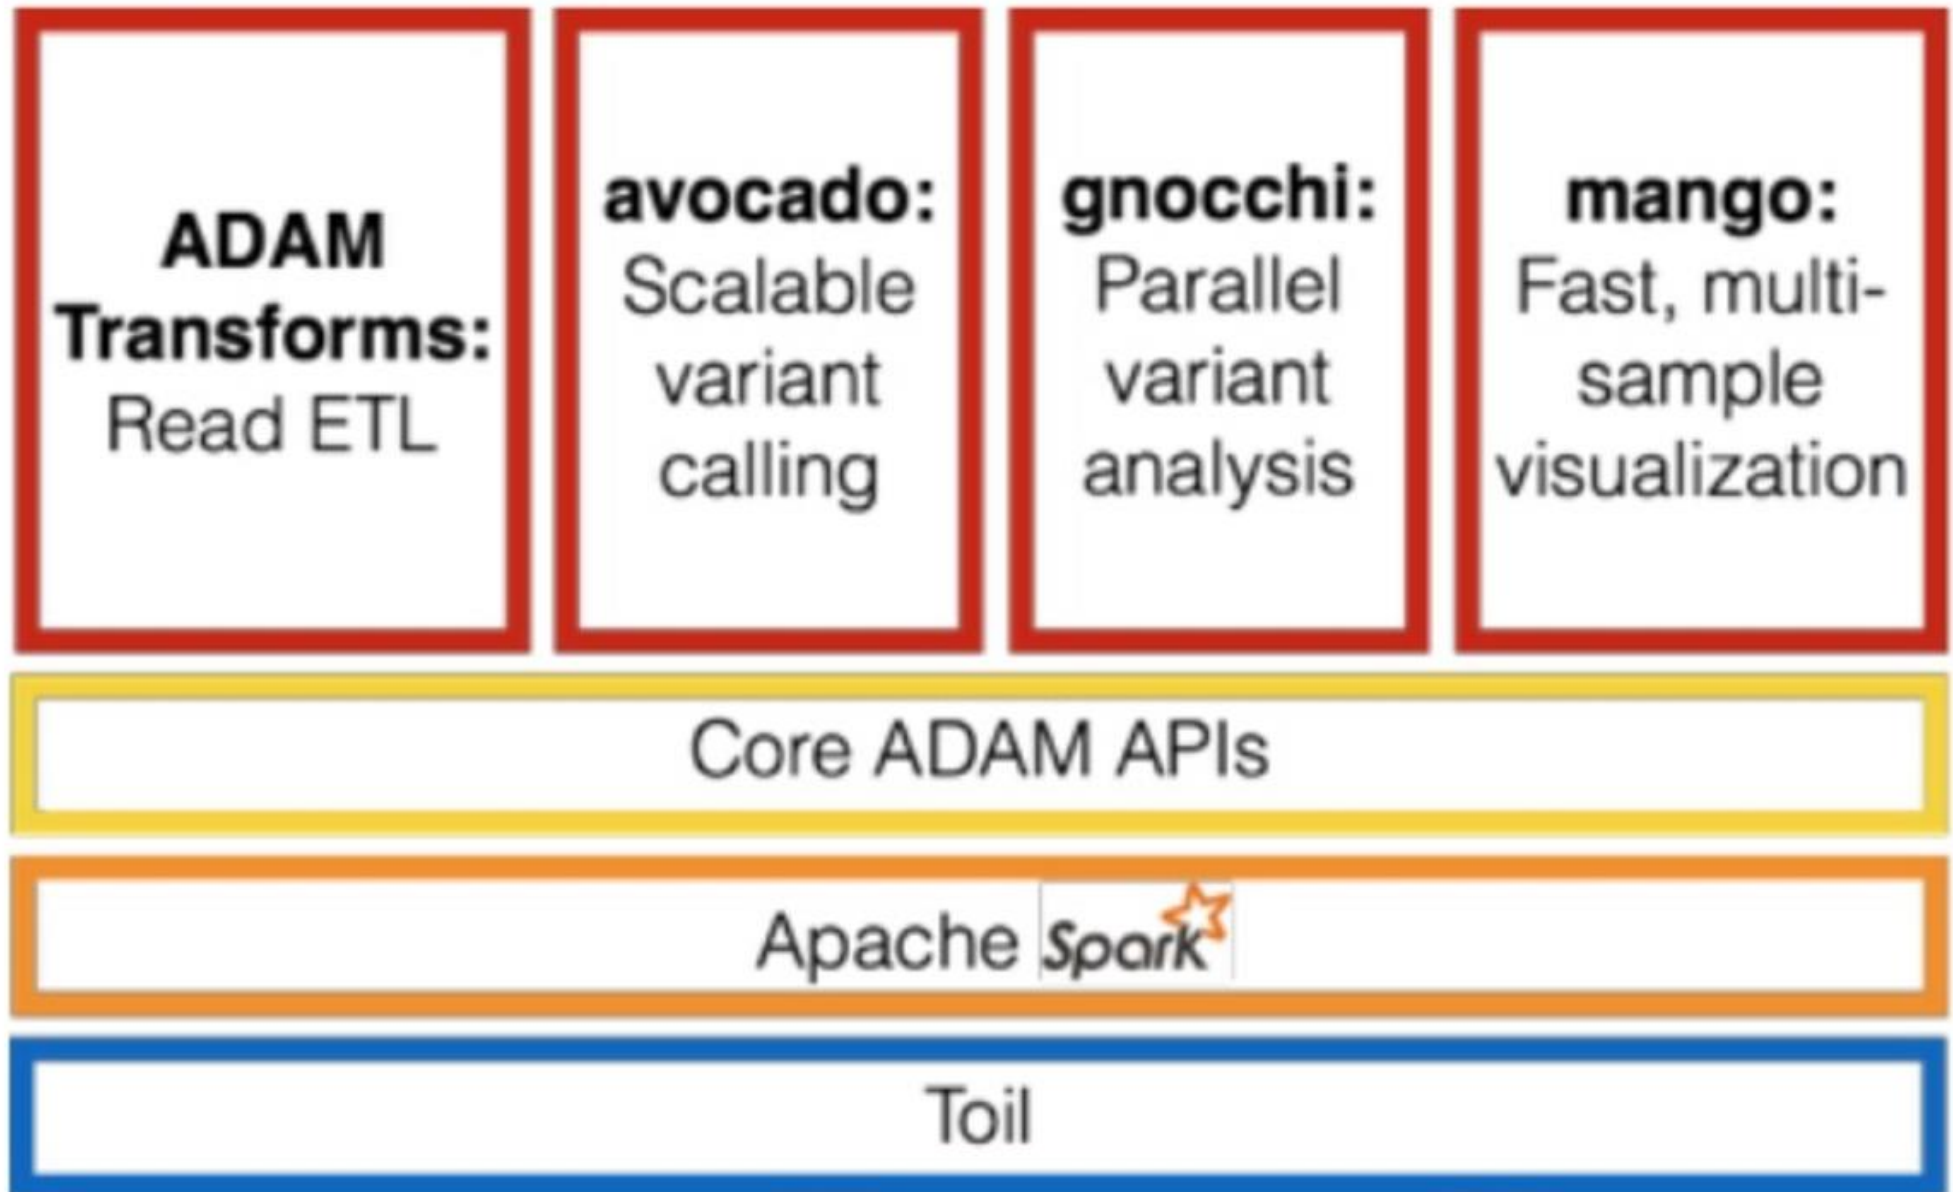 ADAM
Transforms:
Read ETL
avocado:
Scalable
variant
calling
gnocchi:
Parallel
variant
analysis
mango:
Fast, multi-
sample
visualization
Core ADAM APIs
Apache Spark
Toil